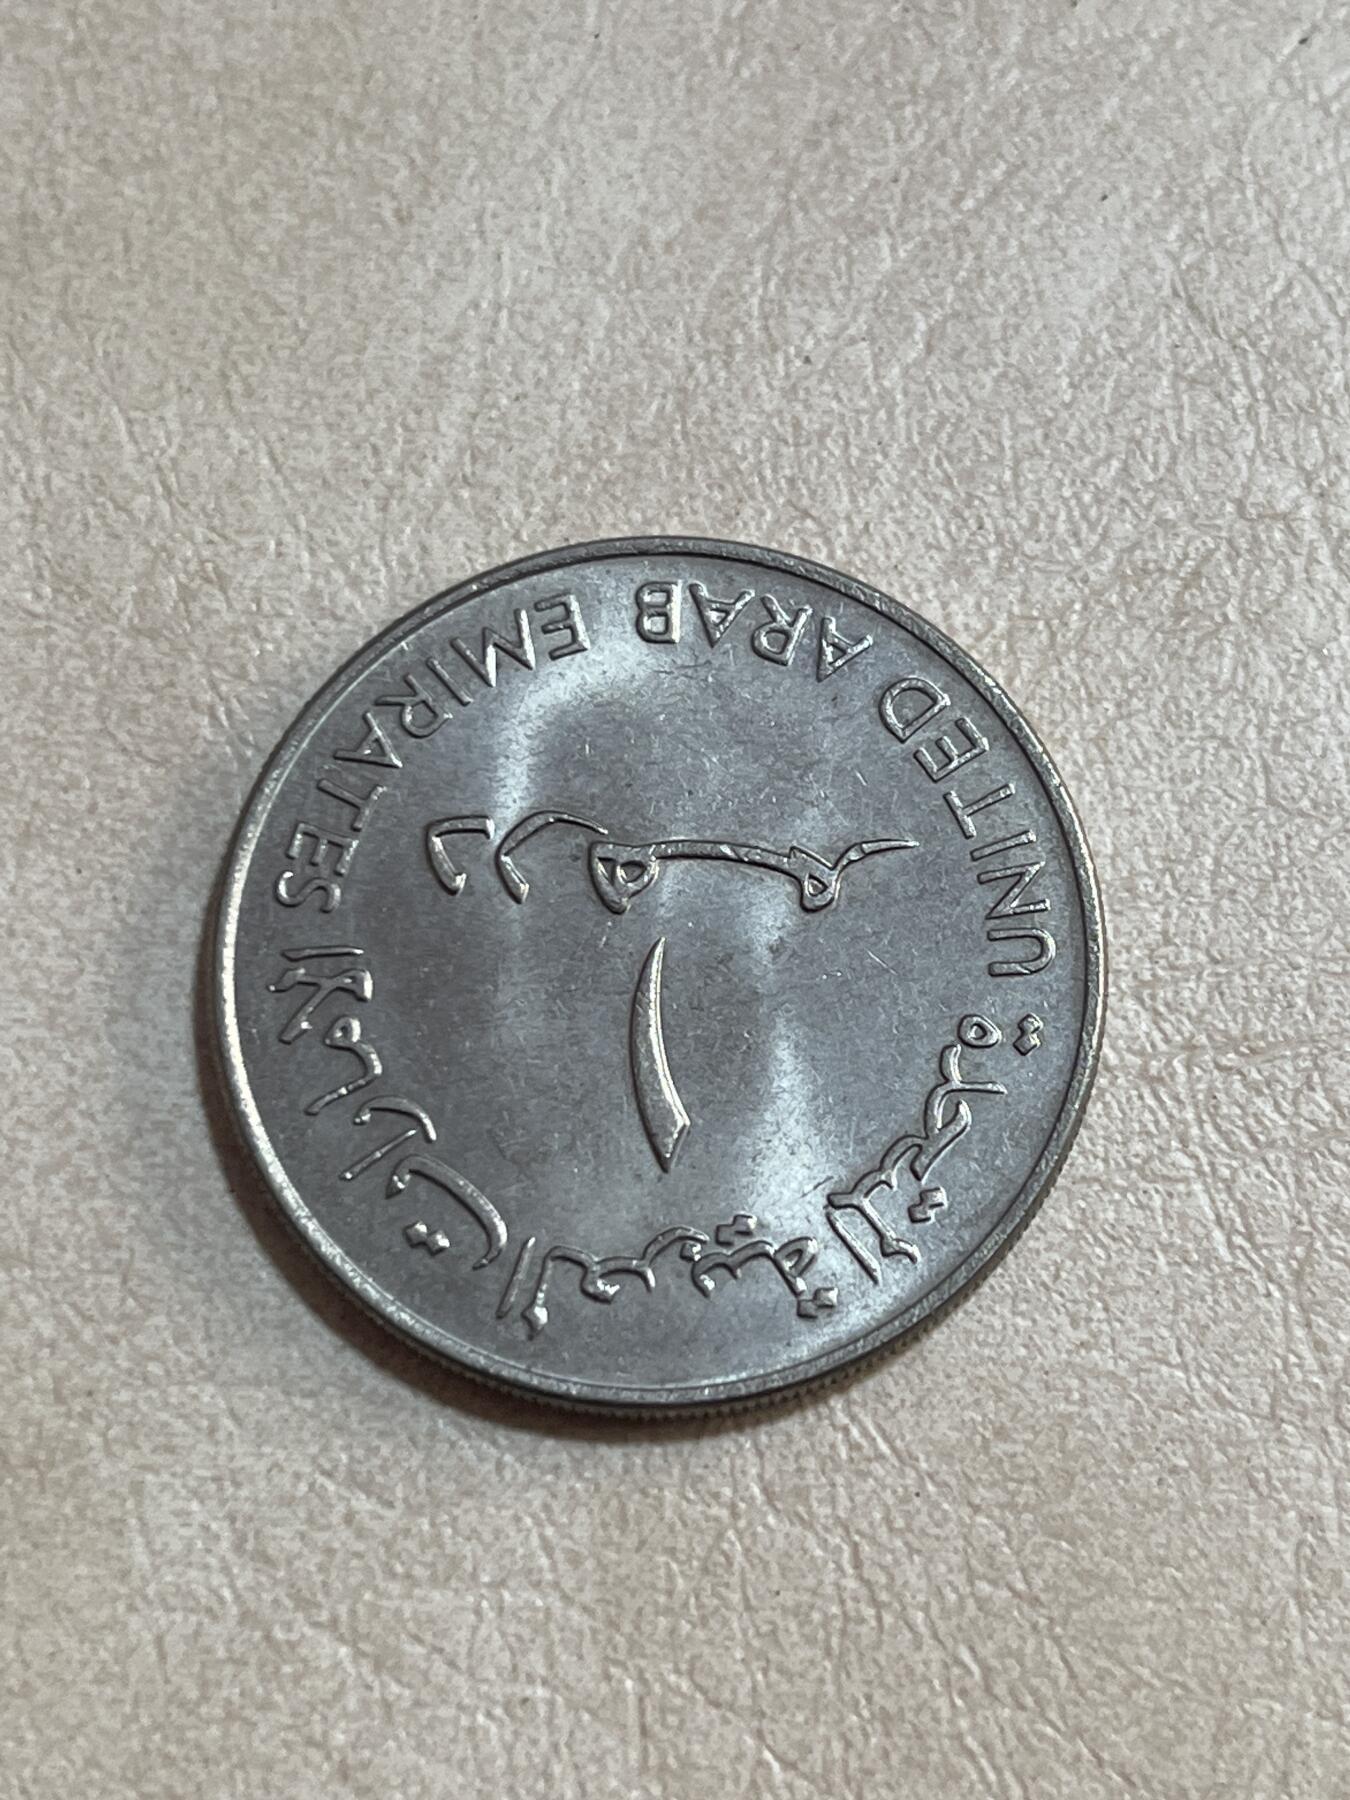 الامارات العربية المتحدة
١
درهم
UNITED ARAB EMIRATES